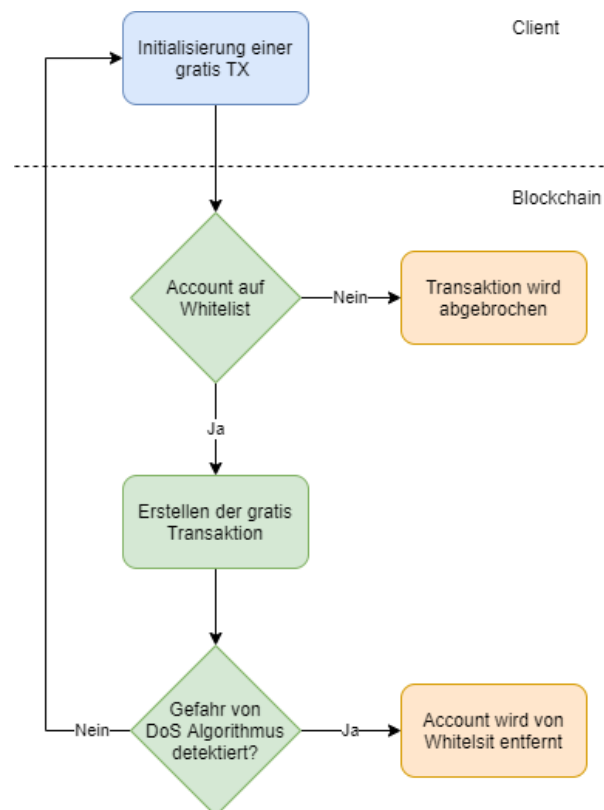 Client
Initialisierung einer
gratis TX
Blockchain
Account auf
Whitelist
Nein
Transaktion wird
abgebrochen
Ja
Erstellen der gratis
Transaktion
Nein
Gefahr von
DoS Algorithmus
detektiert?
Ja
Account wird von
Whitelsit entfernt